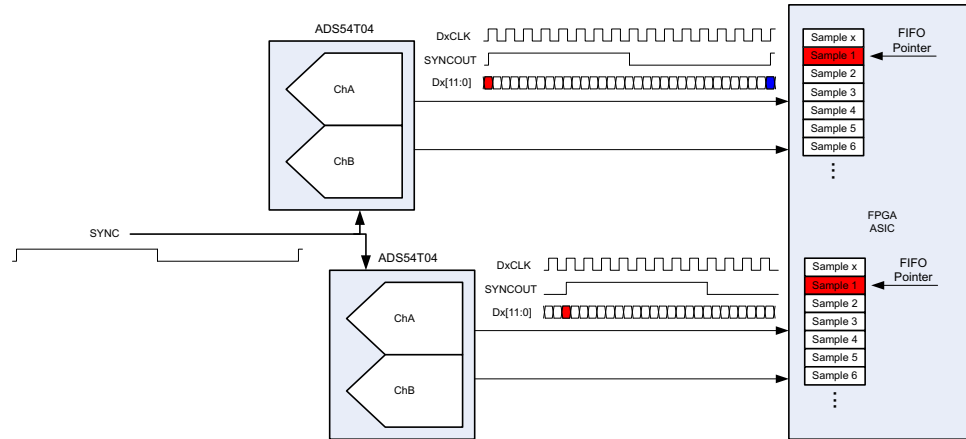 ADS54T04
DxCLK
SYNCOUT
Dx[11:0]
ChA
ChB
Sample x
Sample 1
Sample 2
Sample 3
Sample 4
Sample 5
Sample 6
FIFO
Pointer
SYNC
FPGA
ASIC
ADS54T04
DxCLK
SYNCOUT
Dx[11:0]
ChA
ChB
Sample x
Sample 1
Sample 2
Sample 3
Sample 4
Sample 5
Sample 6
FIFO
Pointer